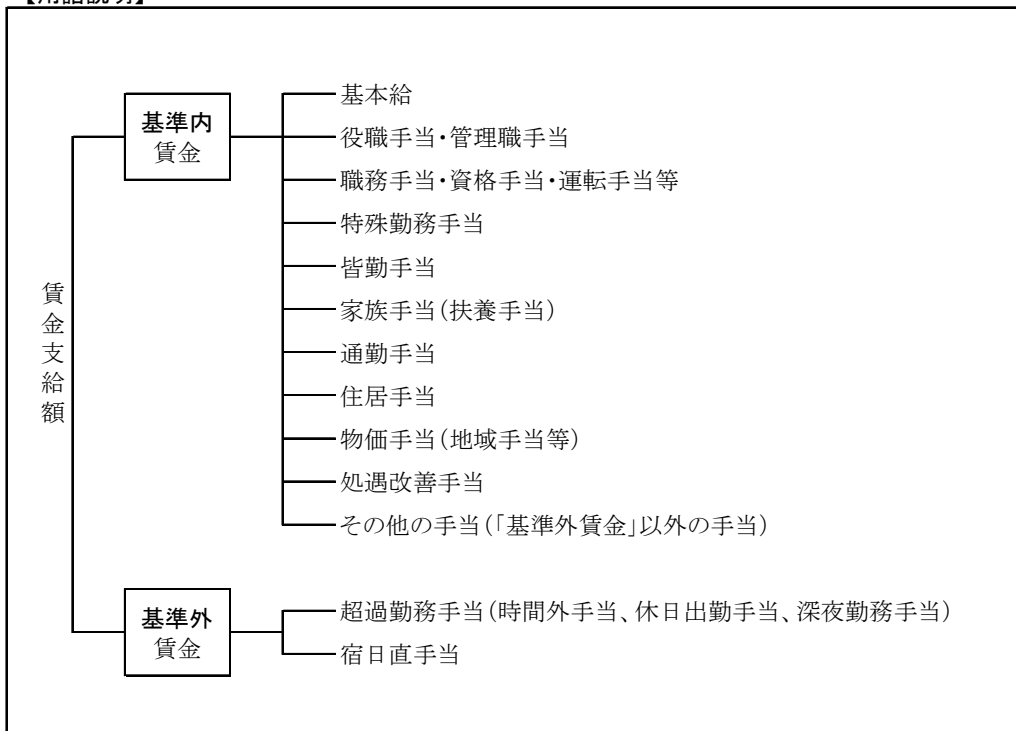 【用語説明】
基本給
基準内
賃金
役職手当・管理職手当
職務手当・資格手当・運転手当等
特殊勤務手当
皆勤手当
家族手当(扶養手当)
賃金支給額
通勤手当
住居手当
物価手当(地域手当等)
処遇改善手当
その他の手当(「基準外賃金」以外の手当)
基準外
賃金
超過勤務手当(時間外手当、休日出勤手当、深夜勤務手当)
宿日直手当